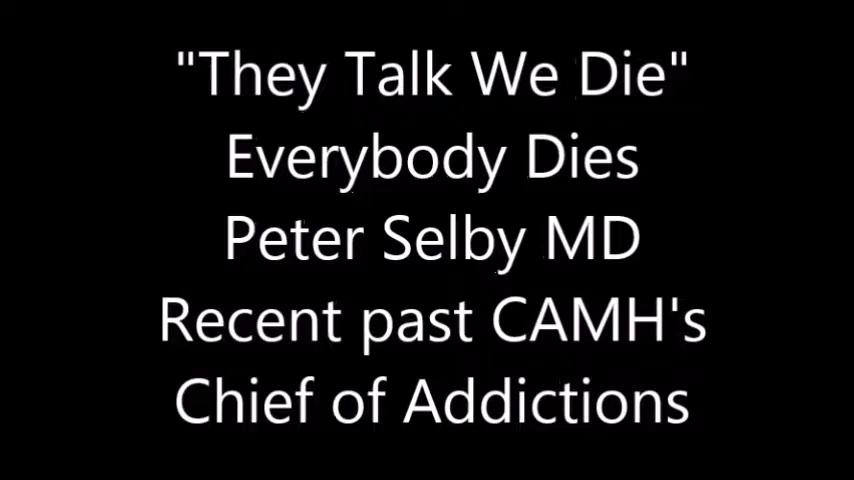 "They Talk We Die"
Everybody Dies
Peter Selby MD
Recent past CAMH's
Chief of Addictions